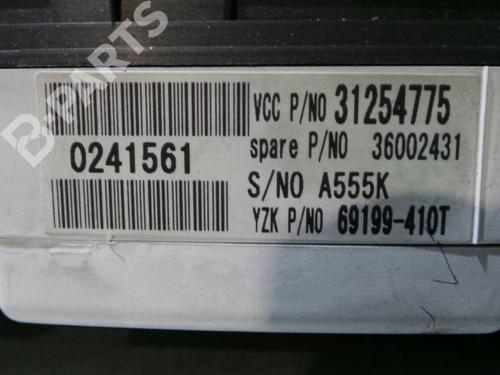 B-PARTS
VCC P/NO 31254775
0241561
spare P/NO 36002431
S/NO A555K
YZK P/NO 69199-410T